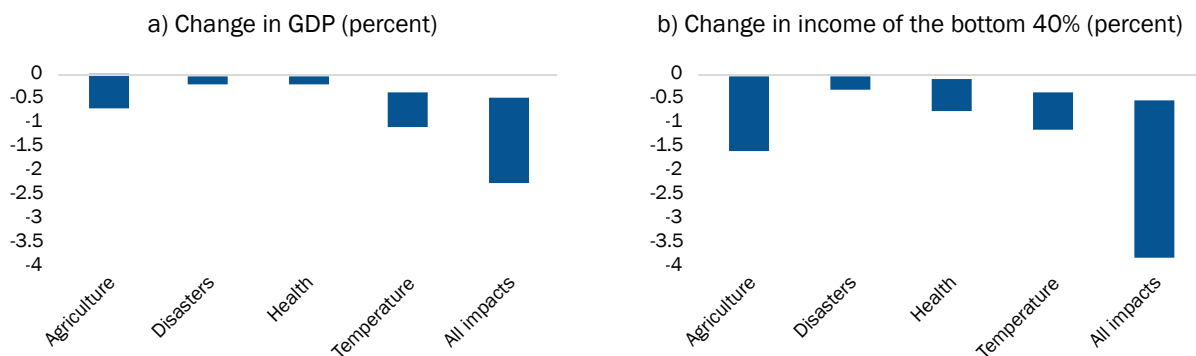 a) Change in GDP (percent)
0
-0.5
-1
-1.5
-2
-2.5
-3
-3.5
-4
Agriculture
Disasters
Health
Temperature
All impacts
b) Change in income of the bottom 40% (percent)
0
-0.5
-1
-1.5
-2
-2.5
-3
-3.5
-4
Agriculture
Disasters
Health
Temperature
All impacts